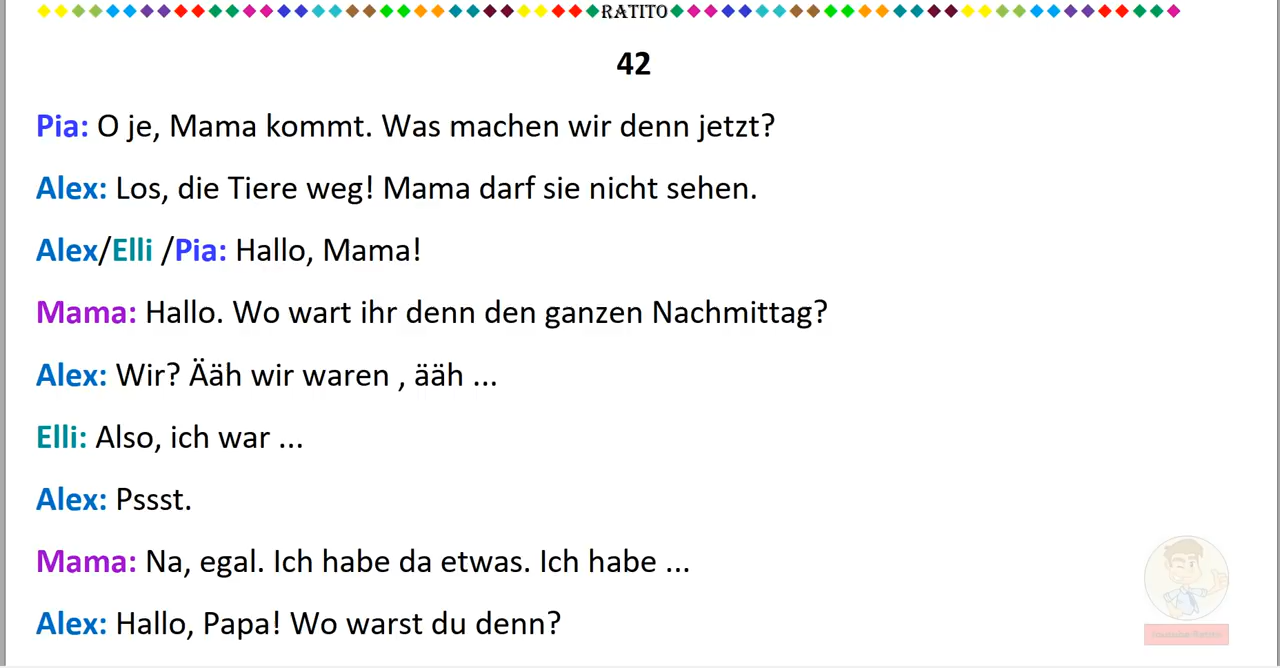 RATITO
42
Pia: O je, Mama kommt. Was machen wir denn jetzt?
Alex: Los, die Tiere weg! Mama darf sie nicht sehen.
Alex/Elli /Pia: Hallo, Mama!
Mama: Hallo. Wo wart ihr denn den ganzen Nachmittag?
Alex: Wir? Ääh wir waren , ääh ...
Elli: Also, ich war ...
Alex: Pssst.
Mama: Na, egal. Ich habe da etwas. Ich habe ...
Alex: Hallo, Papa! Wo warst du denn?